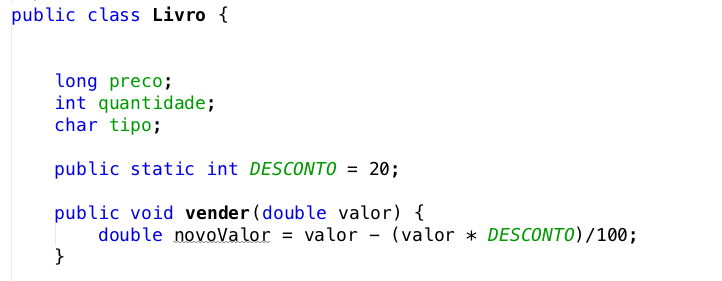 public class Livro {
long preco;
int quantidade;
char tipo;
public static int DESCONTO = 20;
public void vender(double valor) {
double novoValor = valor - (valor * DESCONTO)/100;
}